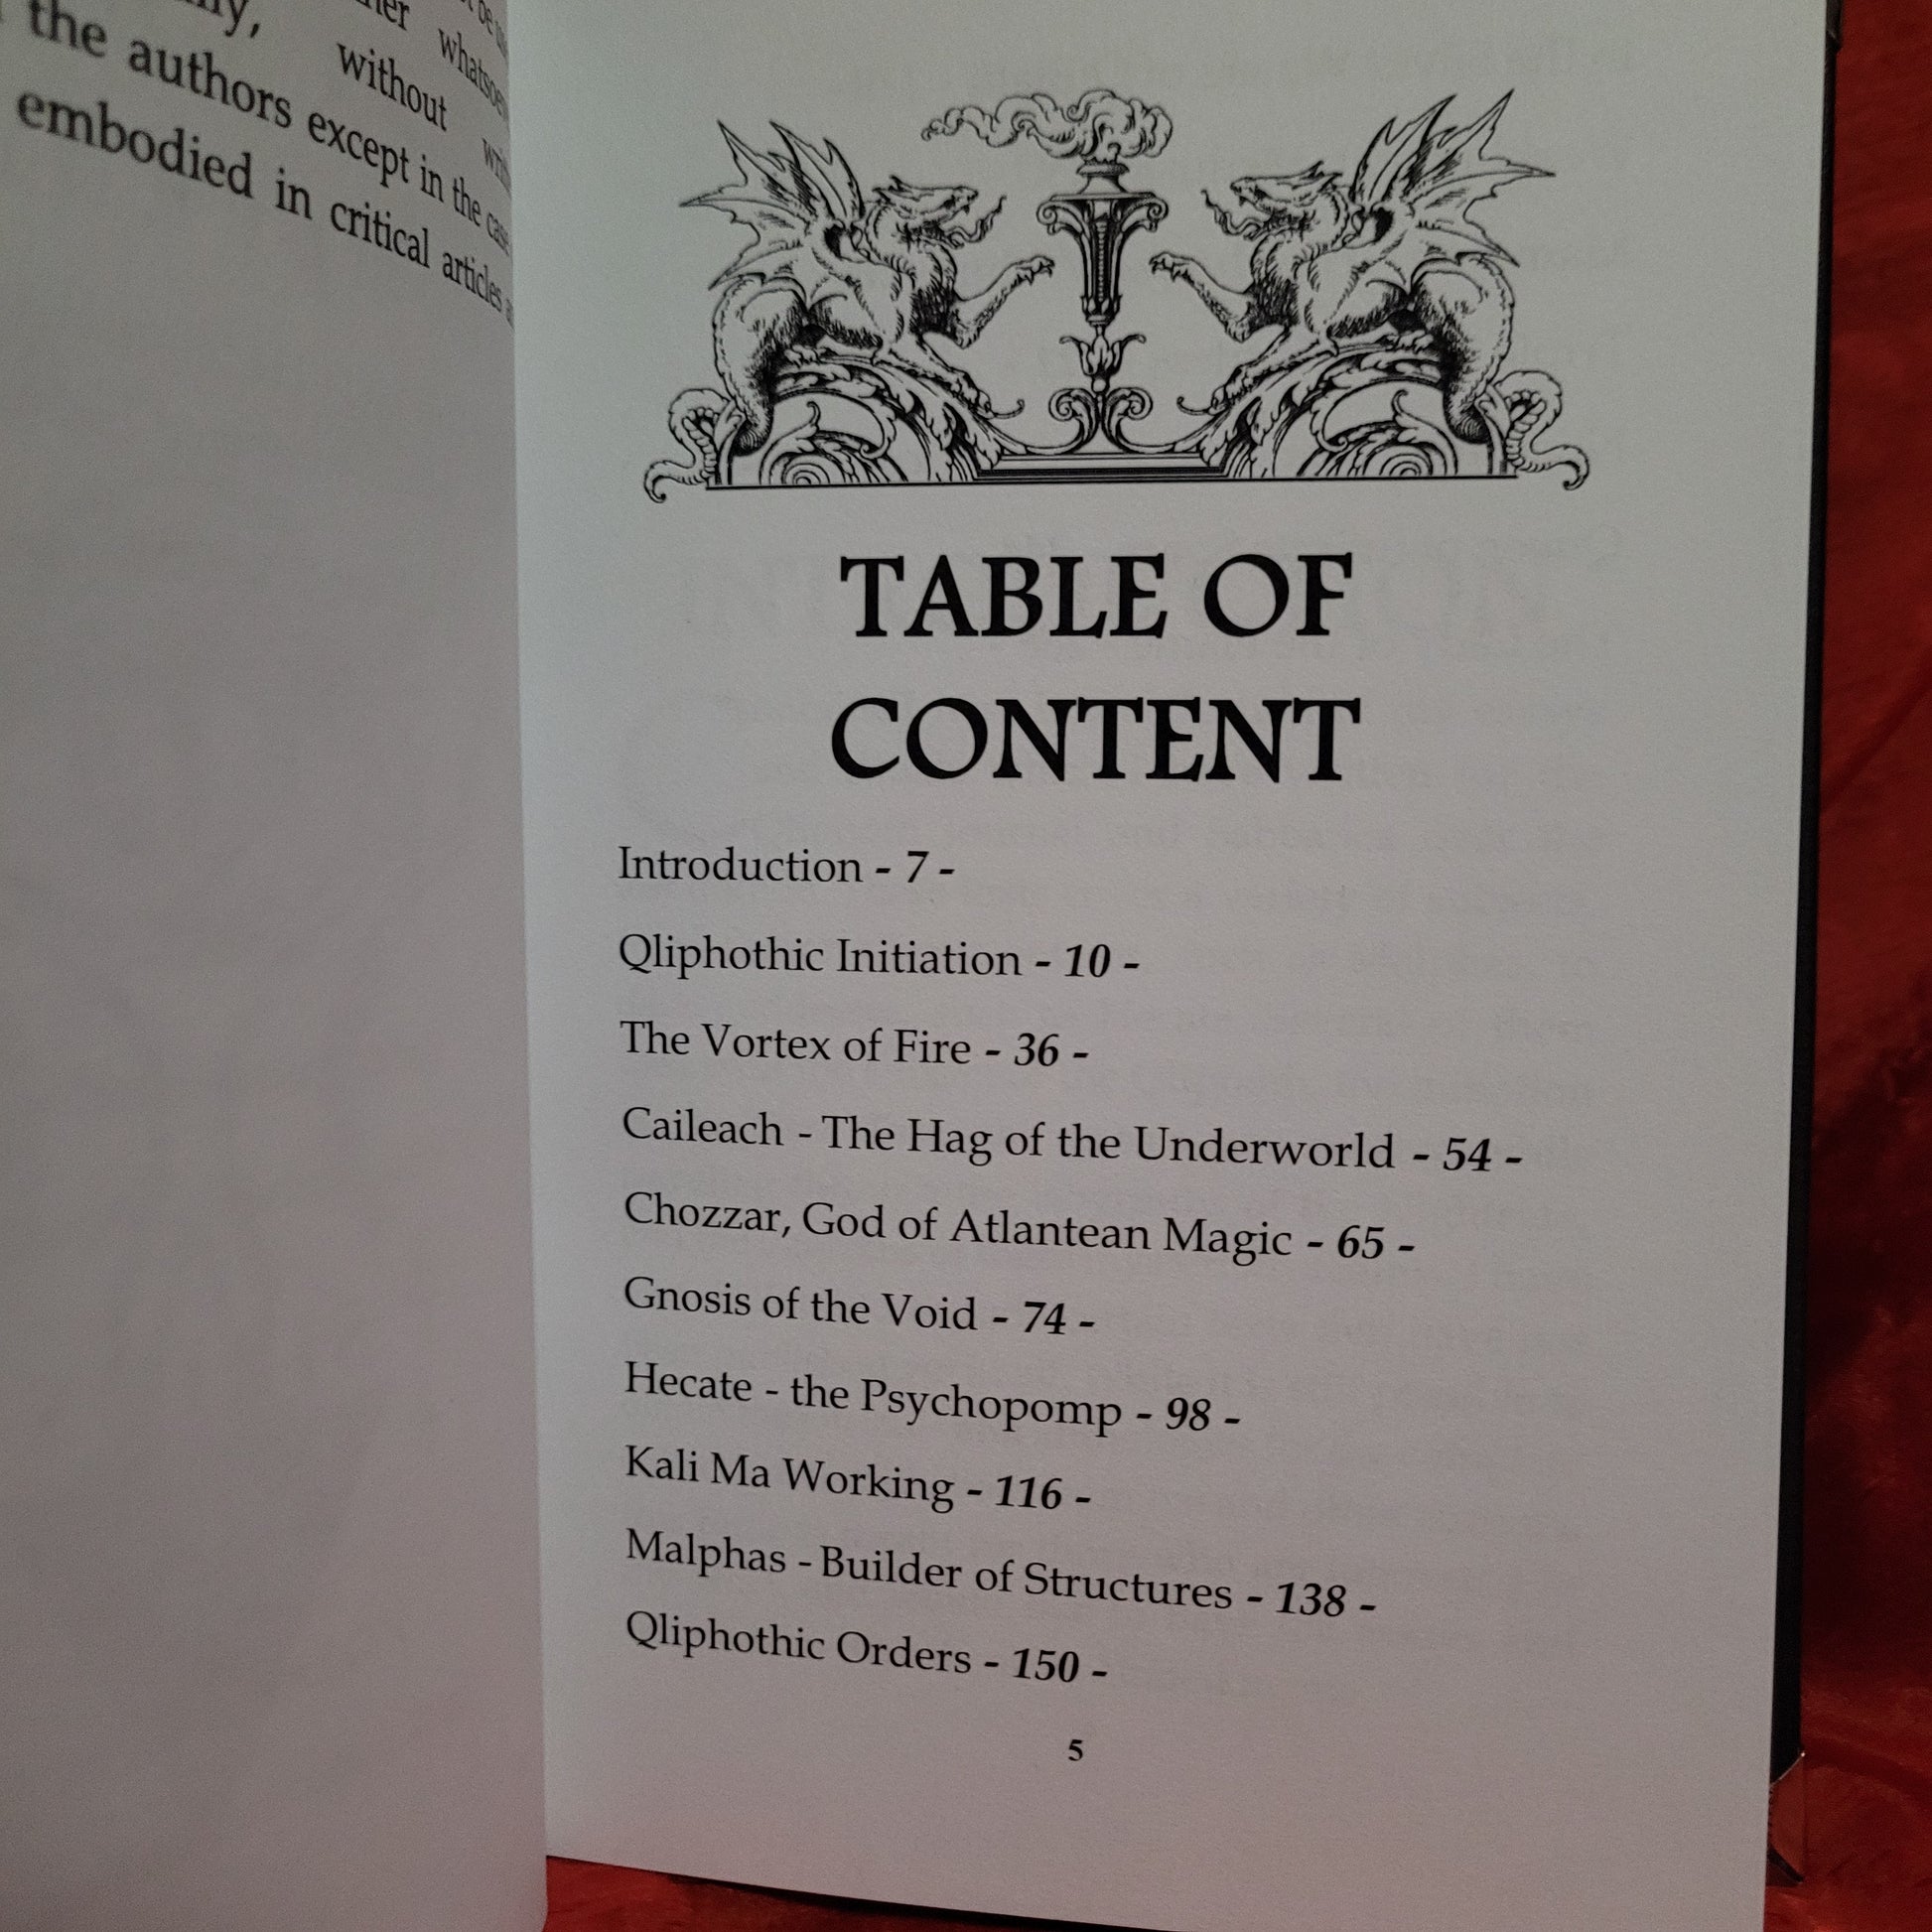 whatsoever
without
the authors except in the case
embodied in critical articles
TABLE OF
CONTENT
Introduction - 7 -
Qliphothic Initiation - 10 -
The Vortex of Fire - 36 -
Caileach - The Hag of the Underworld - 54 -
Chozzar, God of Atlantean Magic - 65 -
Gnosis of the Void - 74 -
Hecate - the Psychopomp - 98 -
Kali Ma Working - 116 -
Malphas - Builder of Structures - 138 -
Qliphothic Orders - 150 -
5